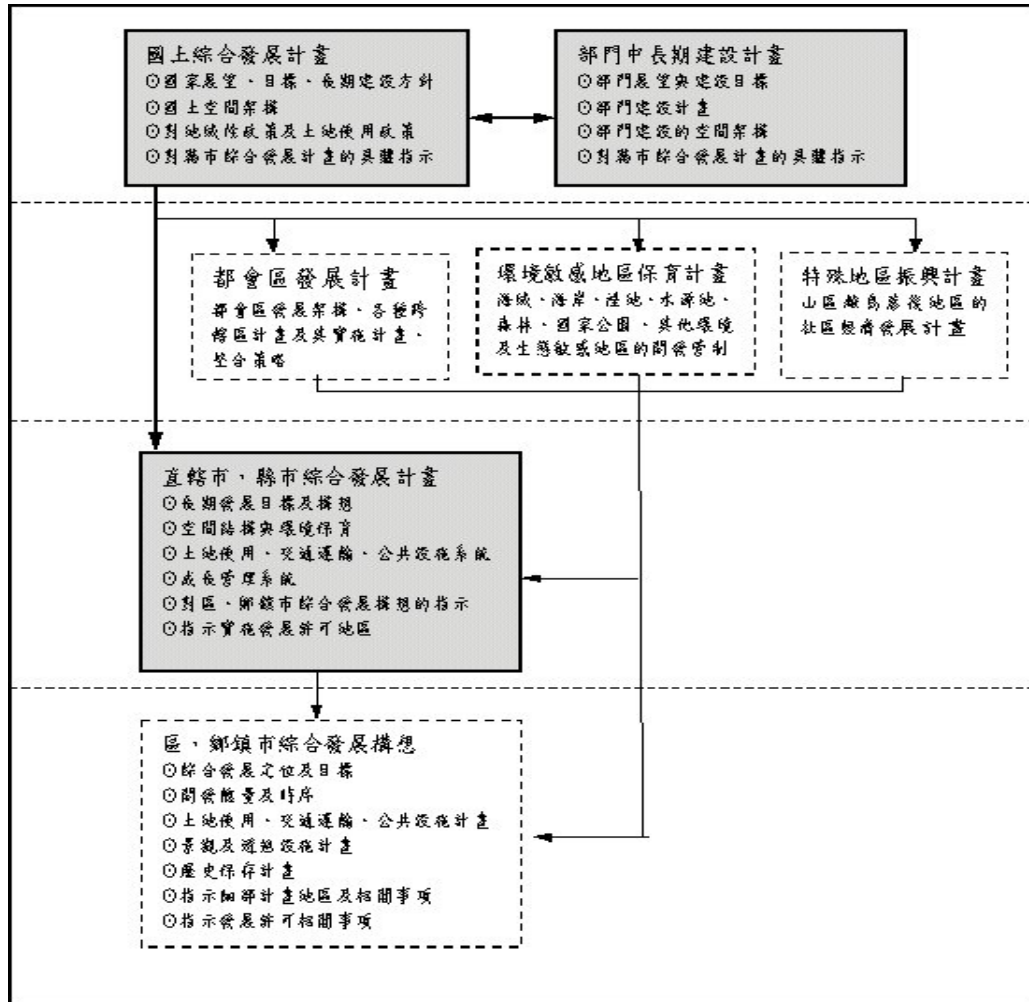 國土綜合發展計畫
⊙國家展望、目標、長期建設方針
⊙國土空間架構
⊙對地域除政策及土地使用政策
⊙對縣市綜合發展計畫的具體指示
部門中長期建設計畫
⊙部門展望與建設目標
⊙部門建設計畫
⊙部門建設的空間架構
⊙對縣市綜合發展計畫的具體指示
都會區發展計畫
都會區發展架構、各種跨
轄區計畫及其實施計畫、
整合策略
環境敏感地區保育計畫
海域、海岸、溼地、水源地、
森林、國家公園、其他環境
及生態敏感地區的開發管制
特殊地區振興計畫
山區離島落後地區的
社區經濟發展計畫
直轄市，縣市綜合發展計畫
⊙長期發展目標及構想
⊙空間結構與環境保育
⊙土地使用、交通運輸、公共設施系統
⊙成長管理系統
⊙對區、鄉鎮市綜合發展構想的指示
⊙指示實施發展許可地區
區，鄉鎮市綜合發展構想
⊙綜合發展定位及目標
⊙開發能量及時序
⊙土地使用、交通運輸、公共設施計畫
⊙景觀及遊憩設施計畫
⊙歷史保存計畫
⊙指示細部計畫地區及相關事項
⊙指示發展許可相關事項